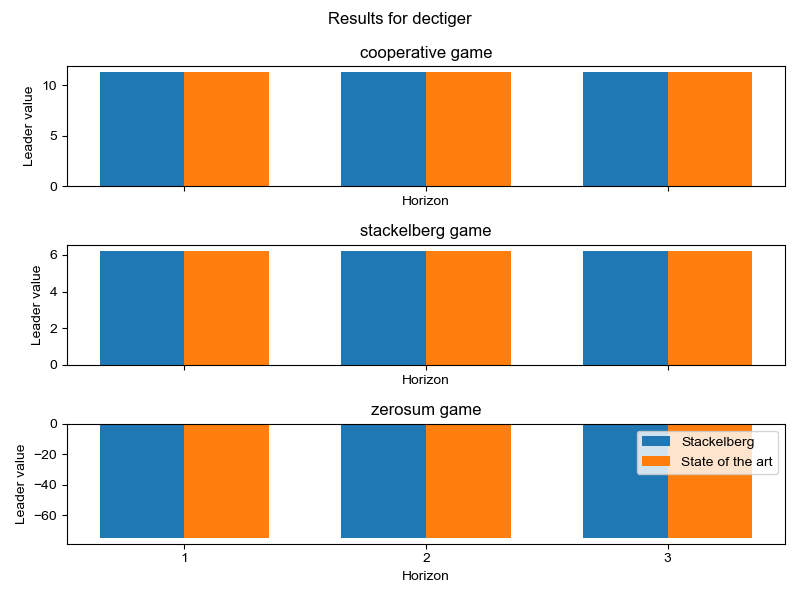 Results for dectiger
cooperative game
10
5
0
Leader value
Horizon
stackelberg game
6
4
2
0
Leader value
Horizon
zerosum game
0
−20
−40
−60
Leader value
Stackelberg
State of the art
1 2 3
Horizon